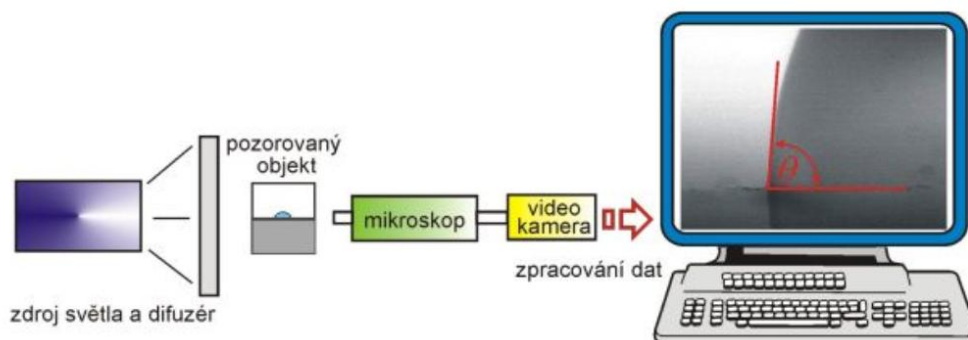 pozorovaný
objekt
mikroskop
video
kamera
zpracování dat
zdroj světla a difuzér
θ